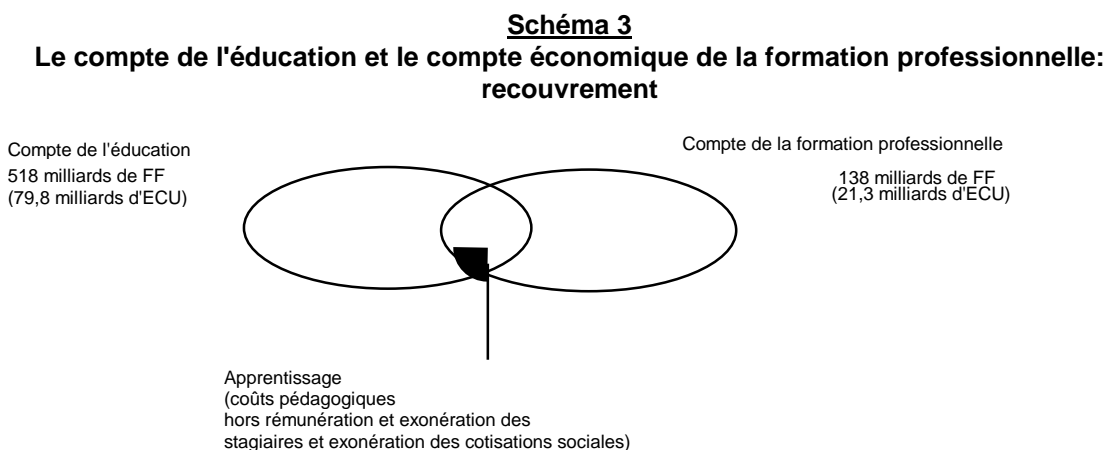 Schéma 3
Le compte de l'éducation et le compte économique de la formation professionnelle:
recouvrement
Compte de l'éducation
518 milliards de FF
(79,8 milliards d'ECU)
Compte de la formation professionnelle
138 milliards de FF
(21,3 milliards d'ECU)
Apprentissage
(coûts pédagogiques
hors rémunération et exonération des
stagiaires et exonération des cotisations sociales)